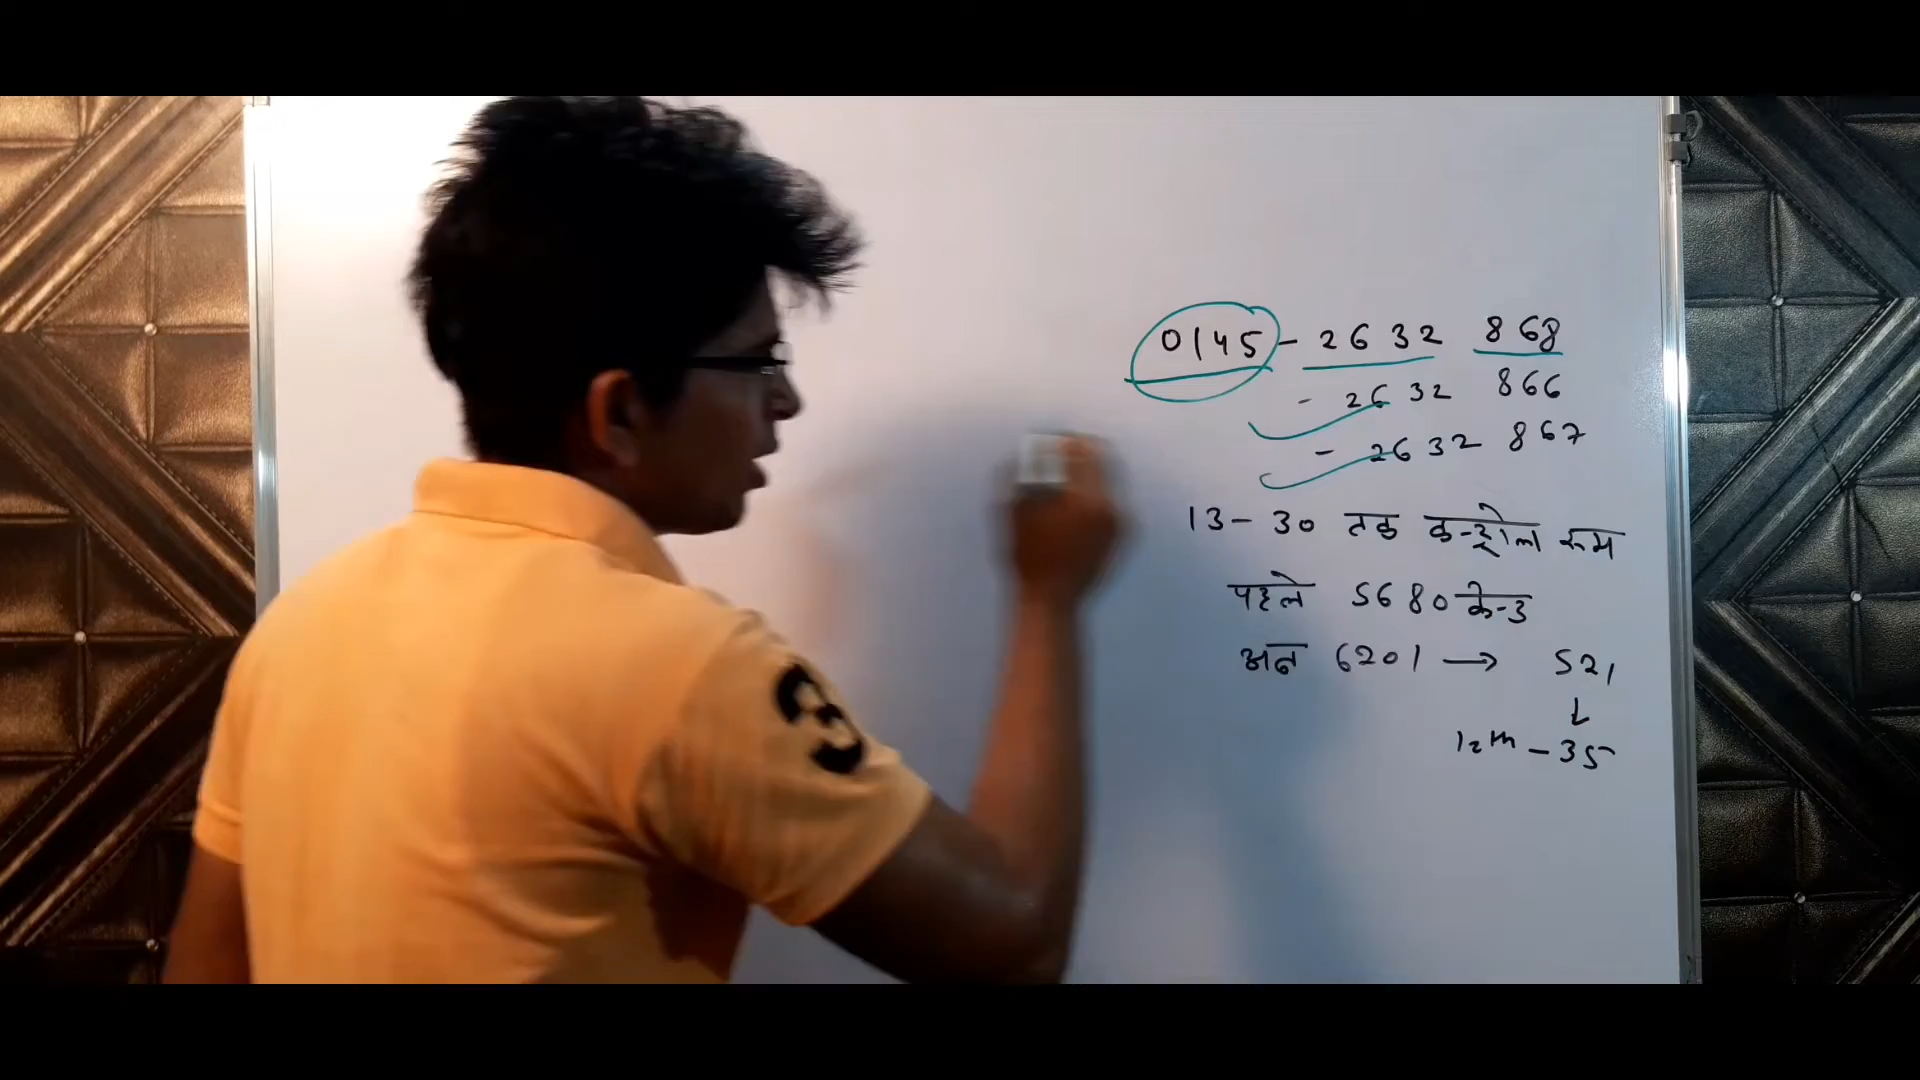 0145 - 2632 868
- 2632 866
- 2632 867
13 - 30 तक कन्ट्रोल रूम
पहले 5680 केन्द्र
अब 6201 → 521
↓
12th - 35
3